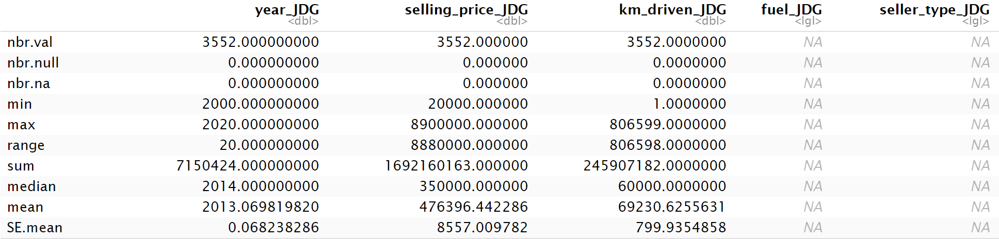 year_JDG selling_price_JDG km_driven_JDG fuel_JDG seller_type_JDG
<dbl> <dbl> <dbl> <lgl> <lgl>
nbr.val 3552.000000000 3552.000000 3552.0000000 NA NA
nbr.null 0.000000000 0.000000 0.0000000 NA NA
nbr.na 0.000000000 0.000000 0.0000000 NA NA
min 2000.000000000 20000.000000 1.0000000 NA NA
max 2020.000000000 8900000.000000 806599.0000000 NA NA
range 20.000000000 8880000.000000 806598.0000000 NA NA
sum 7150424.000000000 1692160163.000000 245907182.0000000 NA NA
median 2014.000000000 350000.000000 60000.0000000 NA NA
mean 2013.069819820 476396.442286 69230.6255631 NA NA
SE.mean 0.068238286 8557.009782 799.9354858 NA NA